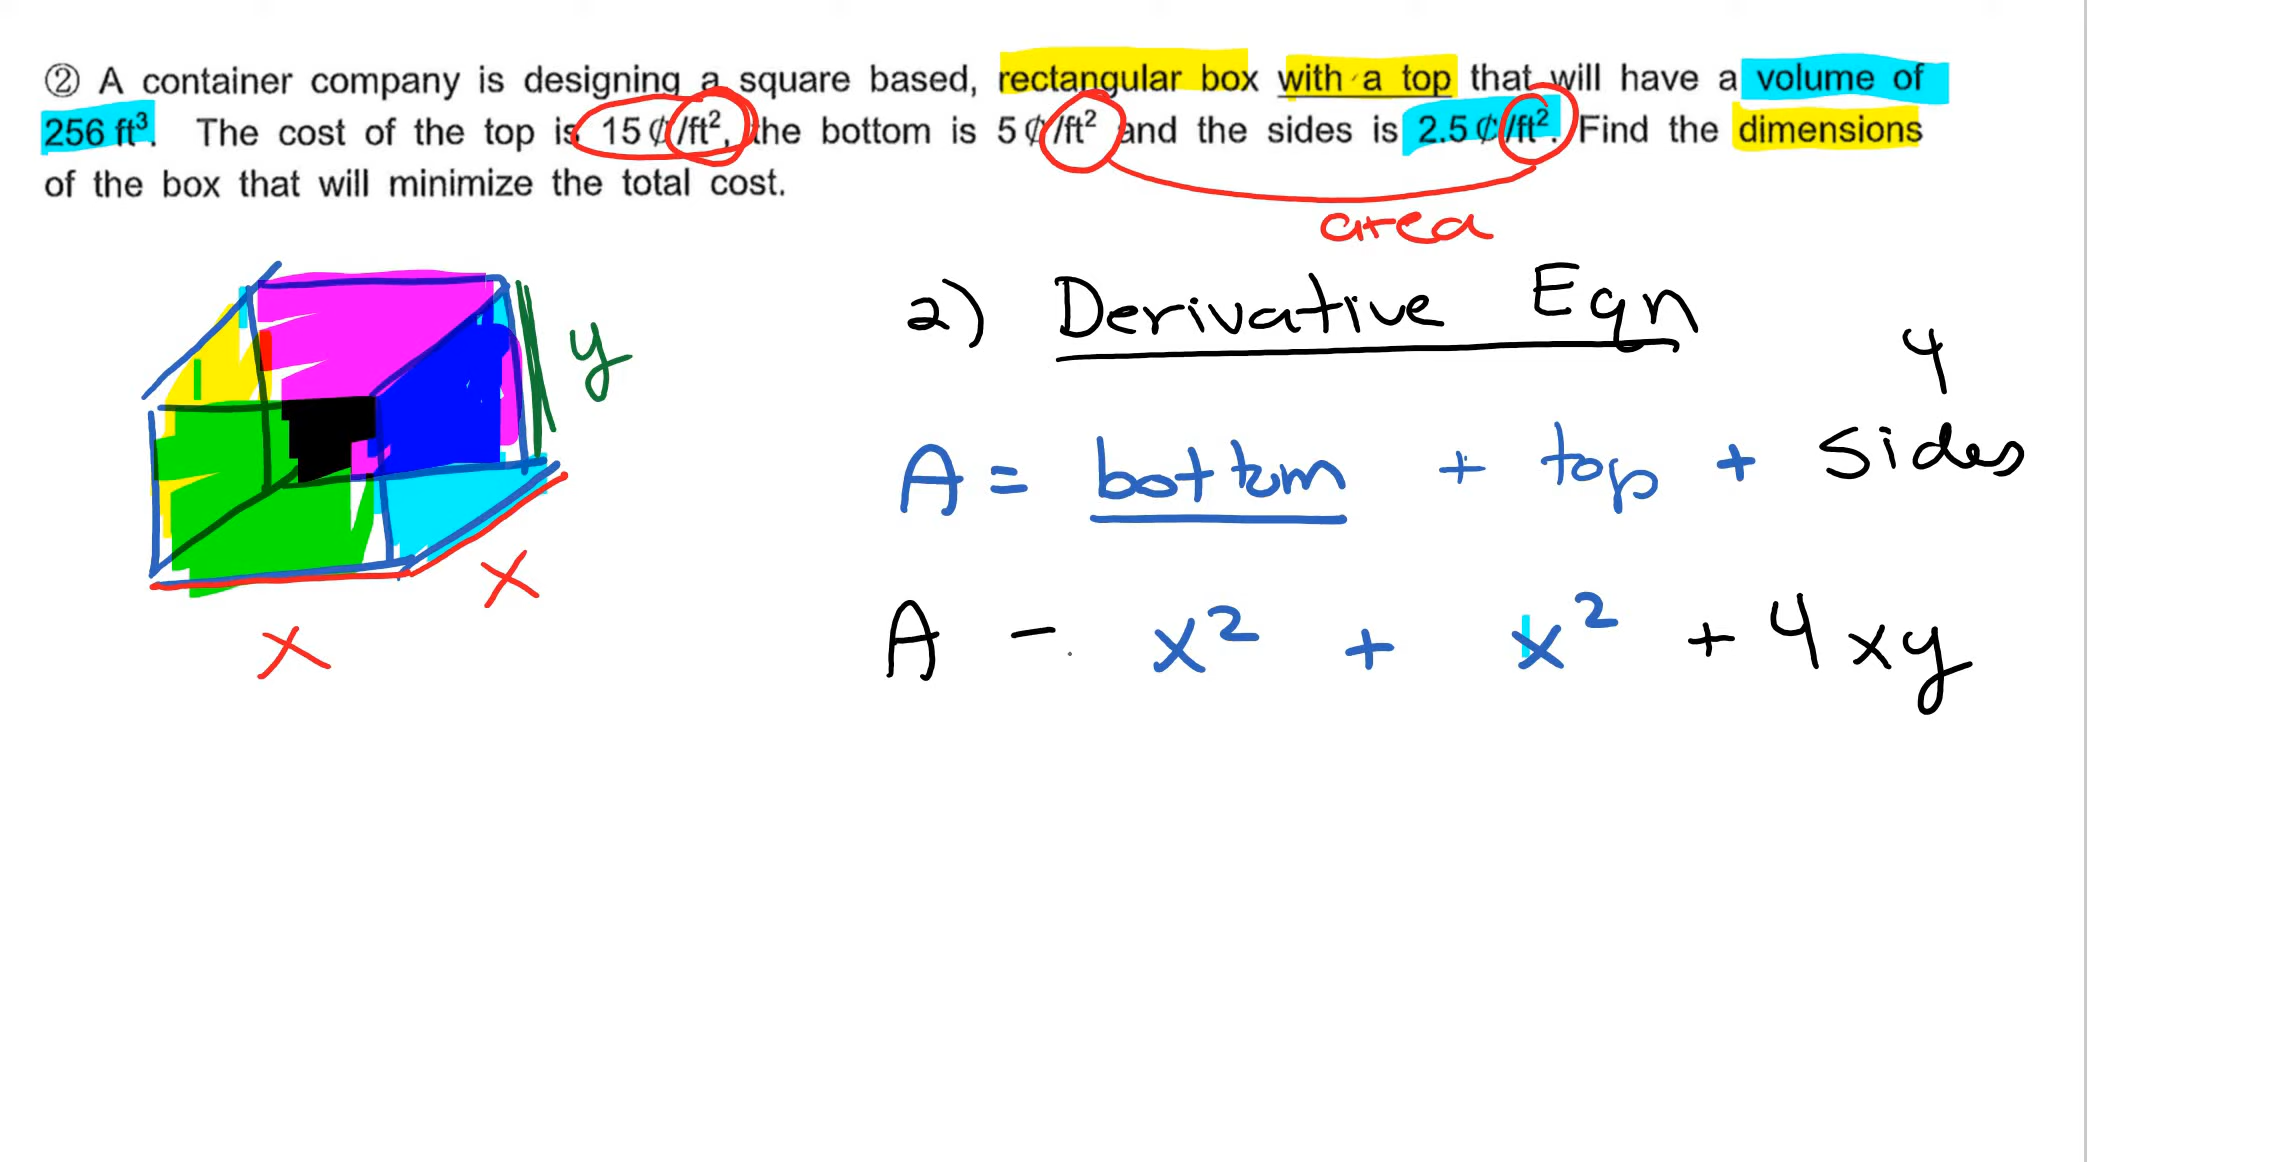 ② A container company is designing a square based, rectangular box with a top that will have a volume of
256 ft³. The cost of the top is 15 ¢/ft², the bottom is 5 ¢/ft² and the sides is 2.5 ¢/ft². Find the dimensions
of the box that will minimize the total cost.
area
2) Derivative Eqn
y
4
A = bottom + top + sides
x
A - x² + x² + 4xy
x